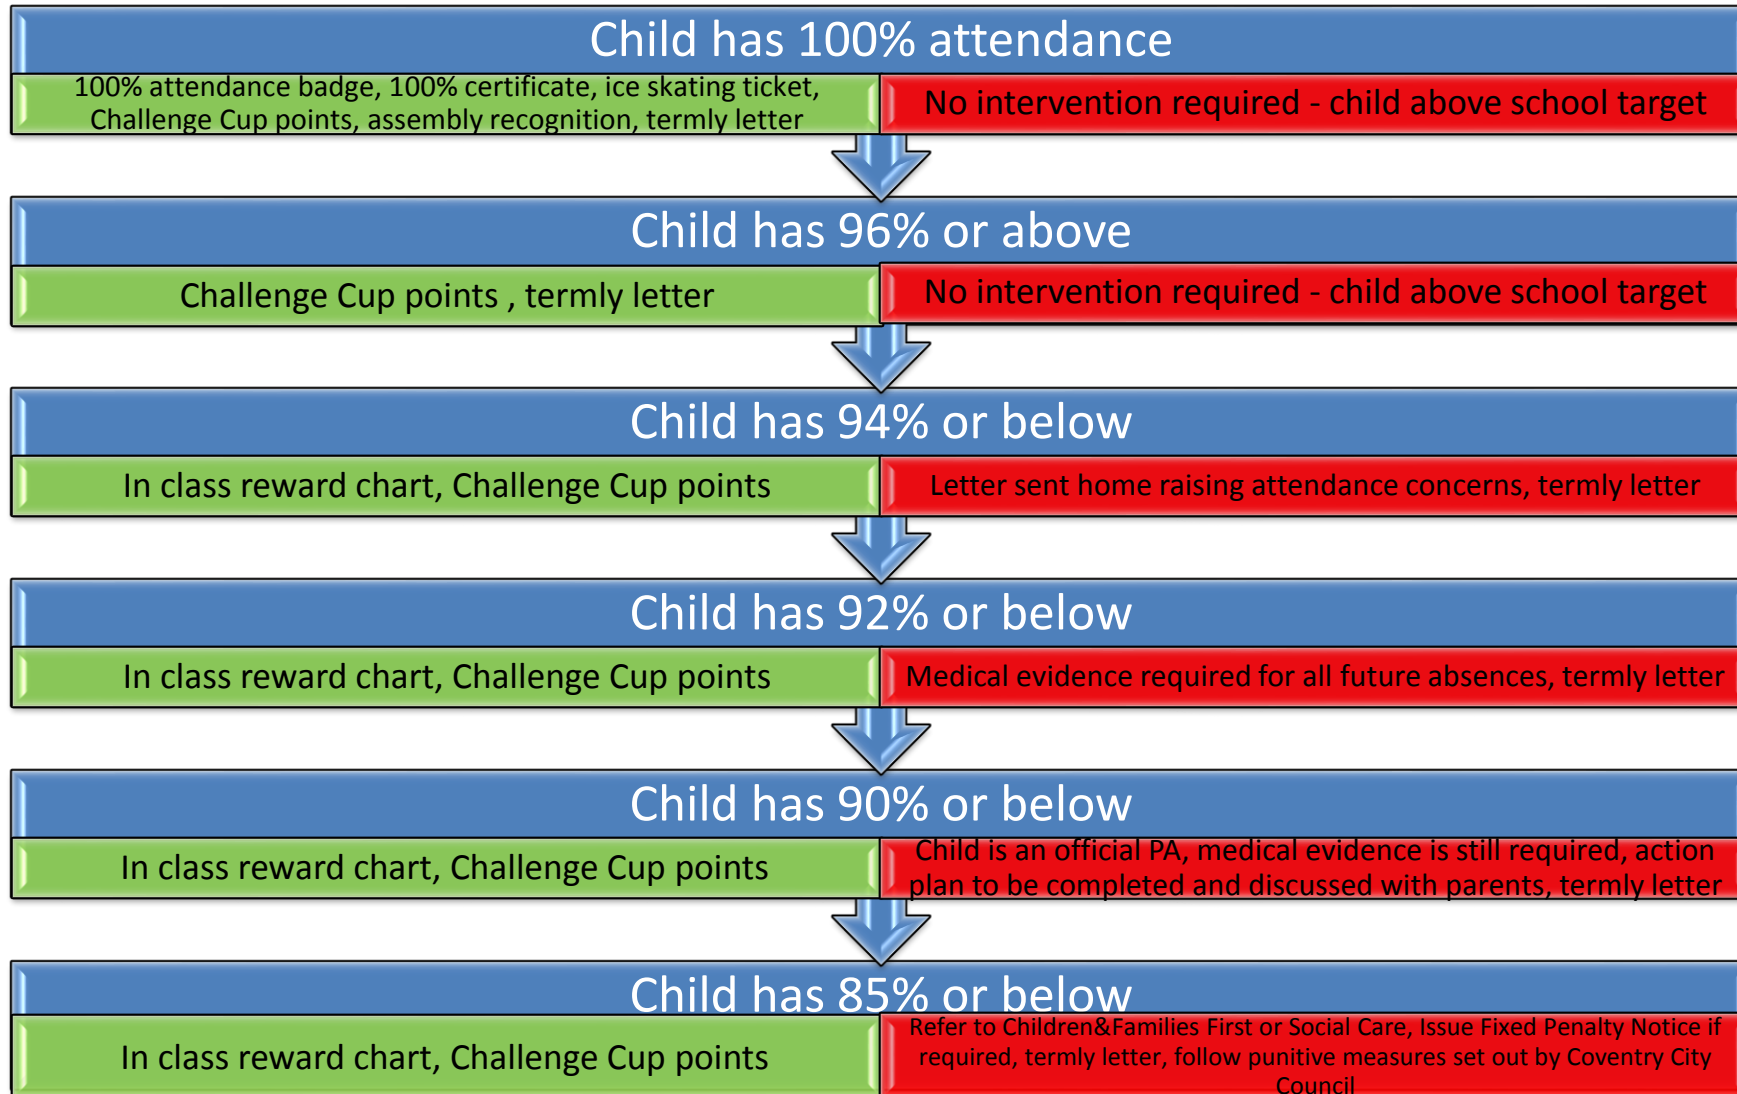 Child has 100% attendance
100% attendance badge, 100% certificate, ice skating ticket,
Challenge Cup points, assembly recognition, termly letter
No intervention required - child above school target
Child has 96% or above
Challenge Cup points , termly letter
No intervention required - child above school target
Child has 94% or below
In class reward chart, Challenge Cup points
Letter sent home raising attendance concerns, termly letter
Child has 92% or below
In class reward chart, Challenge Cup points
Medical evidence required for all future absences, termly letter
Child has 90% or below
In class reward chart, Challenge Cup points
Child is an official PA, medical evidence is still required, action
plan to be completed and discussed with parents, termly letter
Child has 85% or below
In class reward chart, Challenge Cup points
Refer to Children&Families First or Social Care, Issue Fixed Penalty Notice if
required, termly letter, follow punitive measures set out by Coventry City
Council